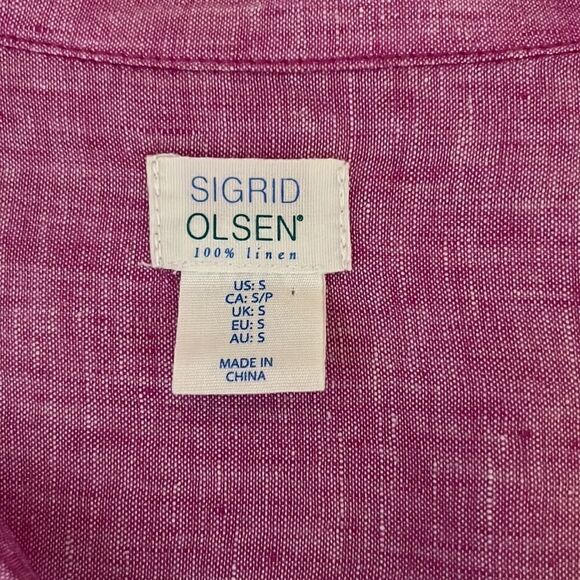 SIGRID
OLSEN®
100% linen
US: S
CA: S/P
UK: S
EU: S
AU: S
MADE IN
CHINA